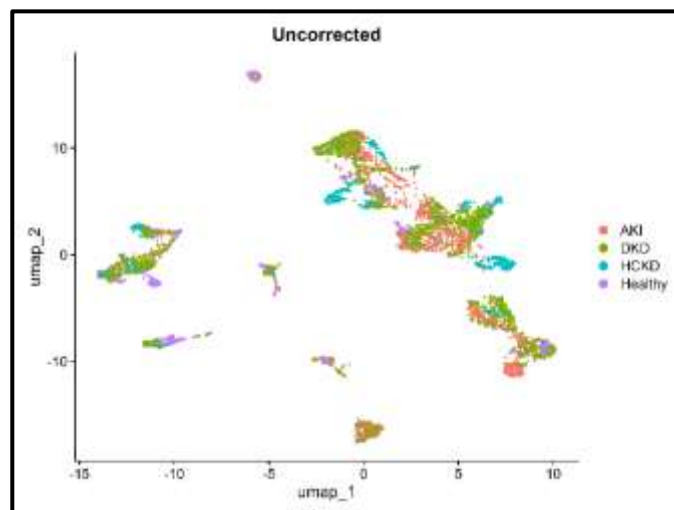 Uncorrected
10
0
-10
umap_2
-15
-10
-5
0
5
10
umap_1
AKI
DKD
HCKD
Healthy